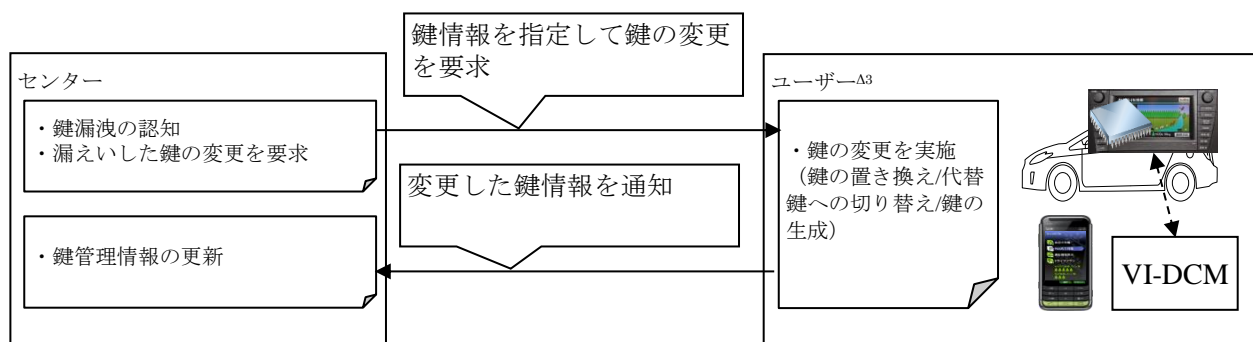 鍵情報を指定して鍵の変更
を要求
センター
・鍵漏洩の認知
・漏えいした鍵の変更を要求
変更した鍵情報を通知
・鍵管理情報の更新
ユーザーΔ3
・鍵の変更を実施
（鍵の置き換え/代替
鍵への切り替え/鍵の
生成）
VI-DCM